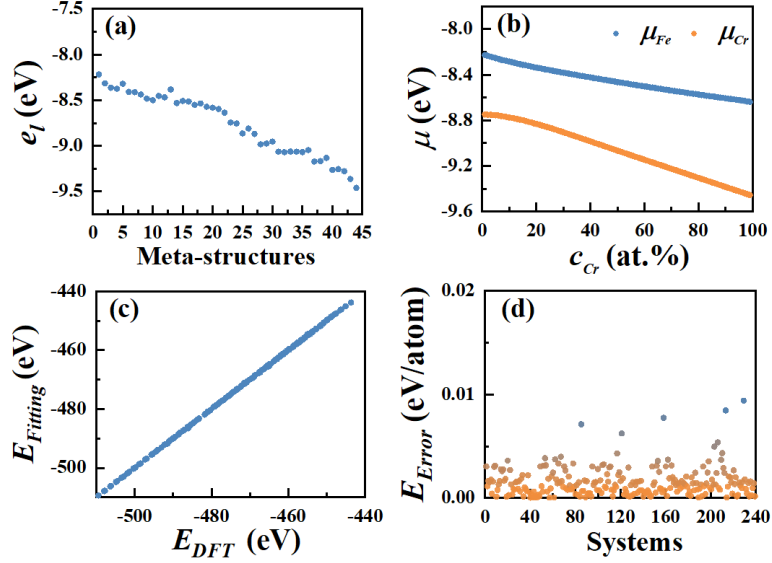 (a)
-7.5
-8.0
-8.5
-9.0
-9.5
e_l (eV)
0 5 10 15 20 25 30 35 40 45
Meta-structures
(b)
μ_Fe μ_Cr
-8.0
-8.4
-8.8
-9.2
-9.6
μ (eV)
0 20 40 60 80 100
c_Cr (at.%)
(c)
-440
-460
-480
-500
E_Fitting (eV)
-500 -480 -460 -440
E_DFT (eV)
(d)
0.02
0.01
0.00
E_Error (eV/atom)
0 40 80 120 160 200 240
Systems